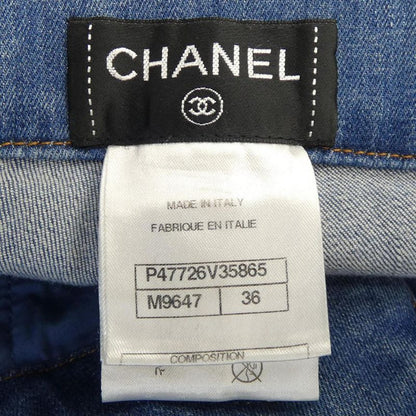 CHANEL
MADE IN ITALY
FABRIQUE EN ITALIE
P47726V35865
M9647 36
COMPOSITION